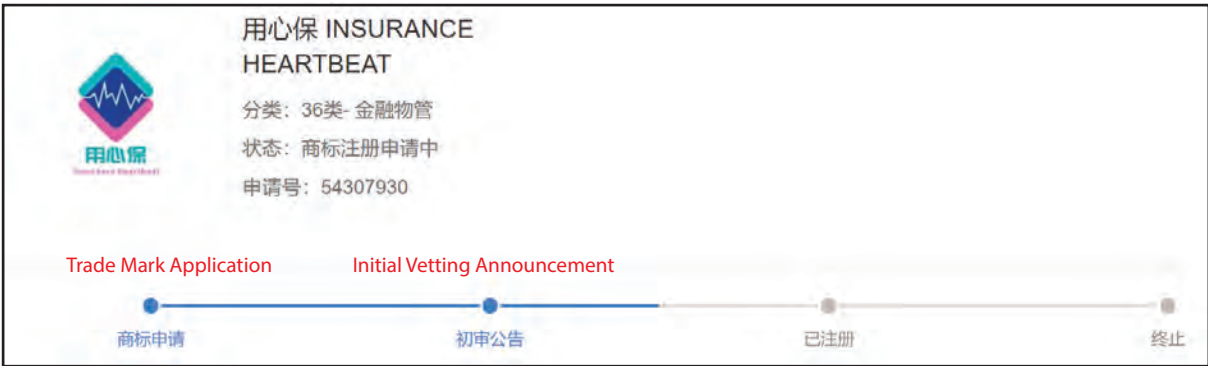 用心保 INSURANCE
HEARTBEAT
分类：36类- 金融物管
状态：商标注册申请中
申请号：54307930
用心保
Insurance Heartbeat
Trade Mark Application
Initial Vetting Announcement
商标申请
初审公告
已注册
终止